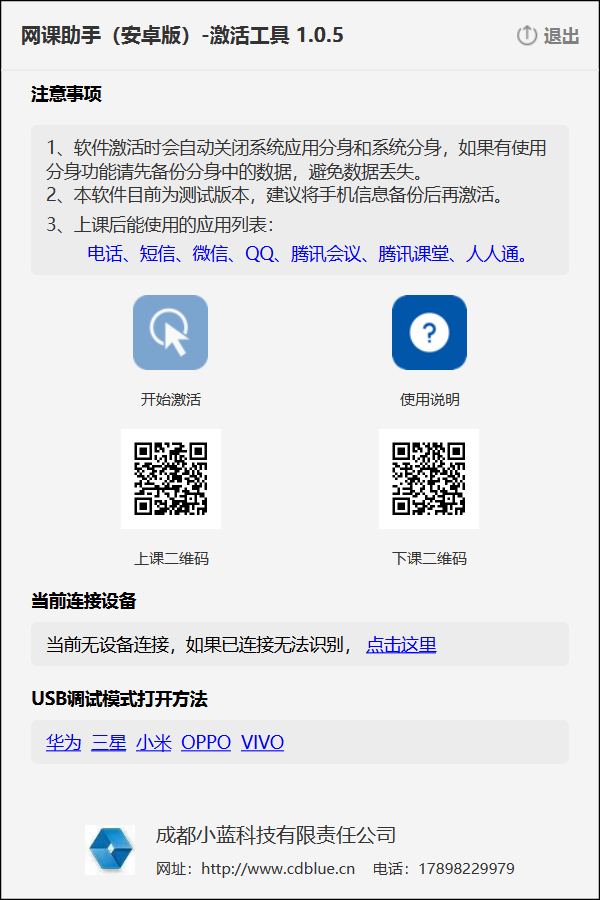 网课助手（安卓版）-激活工具 1.0.5
退出
注意事项
1、软件激活时会自动关闭系统应用分身和系统分身，如果有使用
分身功能请先备份分身中的数据，避免数据丢失。
2、本软件目前为测试版本，建议将手机信息备份后再激活。
3、上课后能使用的应用列表：
电话、短信、微信、QQ、腾讯会议、腾讯课堂、人人通。
?
开始激活
使用说明
上课二维码
下课二维码
当前连接设备
当前无设备连接，如果已连接无法识别， 点击这里
USB调试模式打开方法
华为 三星 小米 OPPO VIVO
成都小蓝科技有限责任公司
网址：http://www.cdblue.cn 电话：17898229979